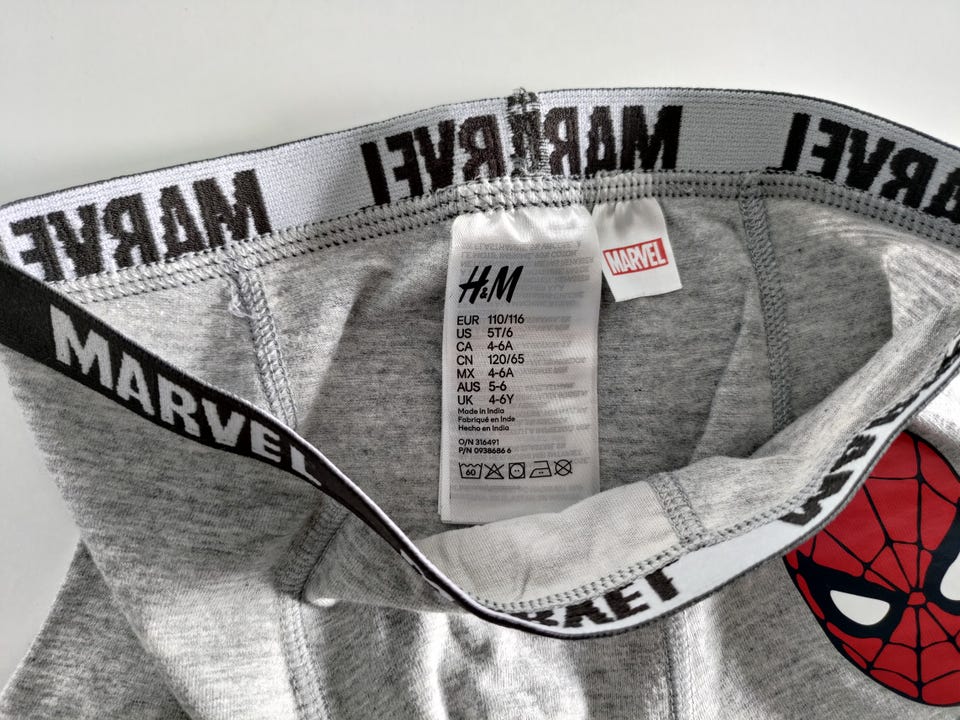 MARVEL
MARVEL
MARVEL
MARVEL
H&M
MARVEL
EUR 110/116
US 5T/6
CA 4-6A
CN 120/65
MX 4-6A
AUS 5-6
UK 4-6Y
Made in India
Fabriqué en Inde
Hecho en India
O/N 316491
P/N 0938686 6
60
MARVEL